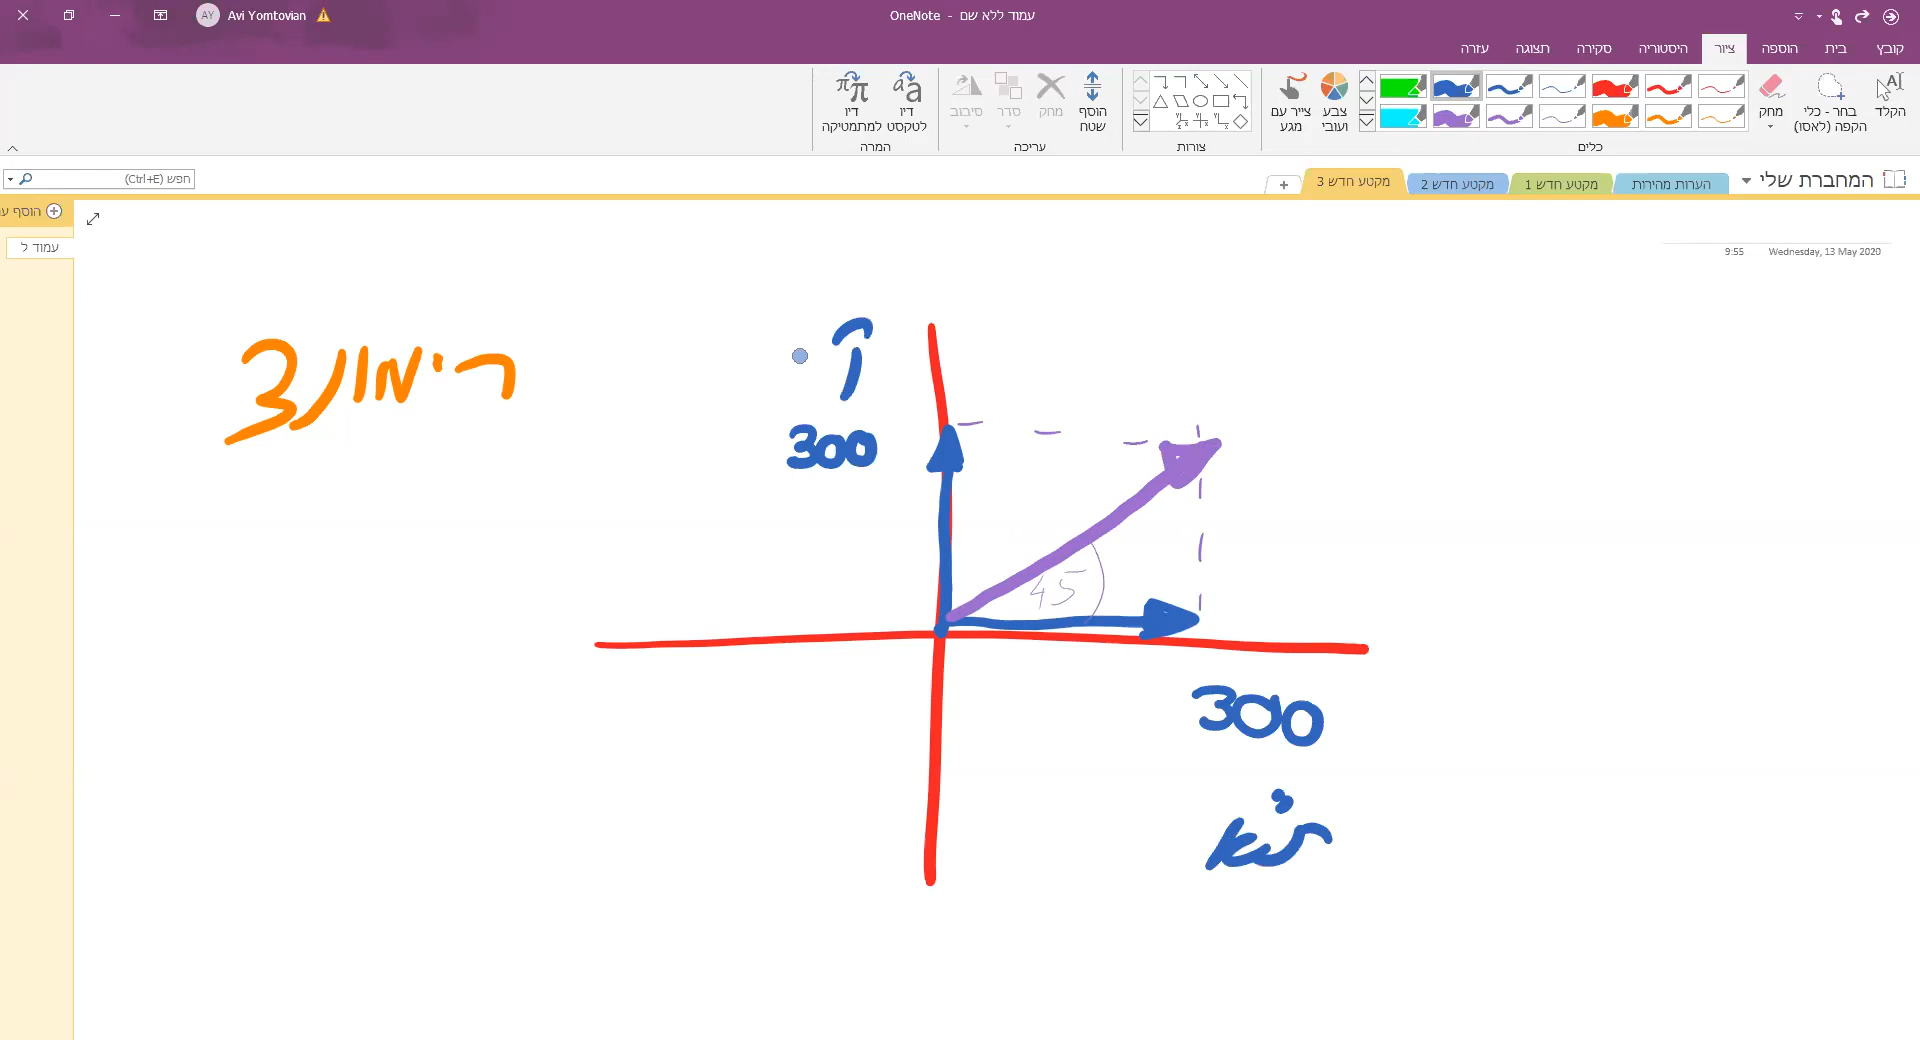 Avi Yomtovian
עמוד ללא שם - OneNote
קובץ בית הוספה ציור היסטוריה סקירה תצוגה עזרה
הקלד
בחר - כלי הקפה (לאסו)
מחק
כלים
צבע ועובי
צייר עם מגע
צורות
הוסף שטח
מחק
סדר
סיבוב
עריכה
דיו לטקסט
דיו למתמטיקה
המרה
המחברת שלי
הערות מהירות
מקטע חדש 1
מקטע חדש 2
מקטע חדש 3
חפש (Ctrl+E)
הוסף ע
עמוד ל
Wednesday, 13 May 2020 9:55
300
45
300